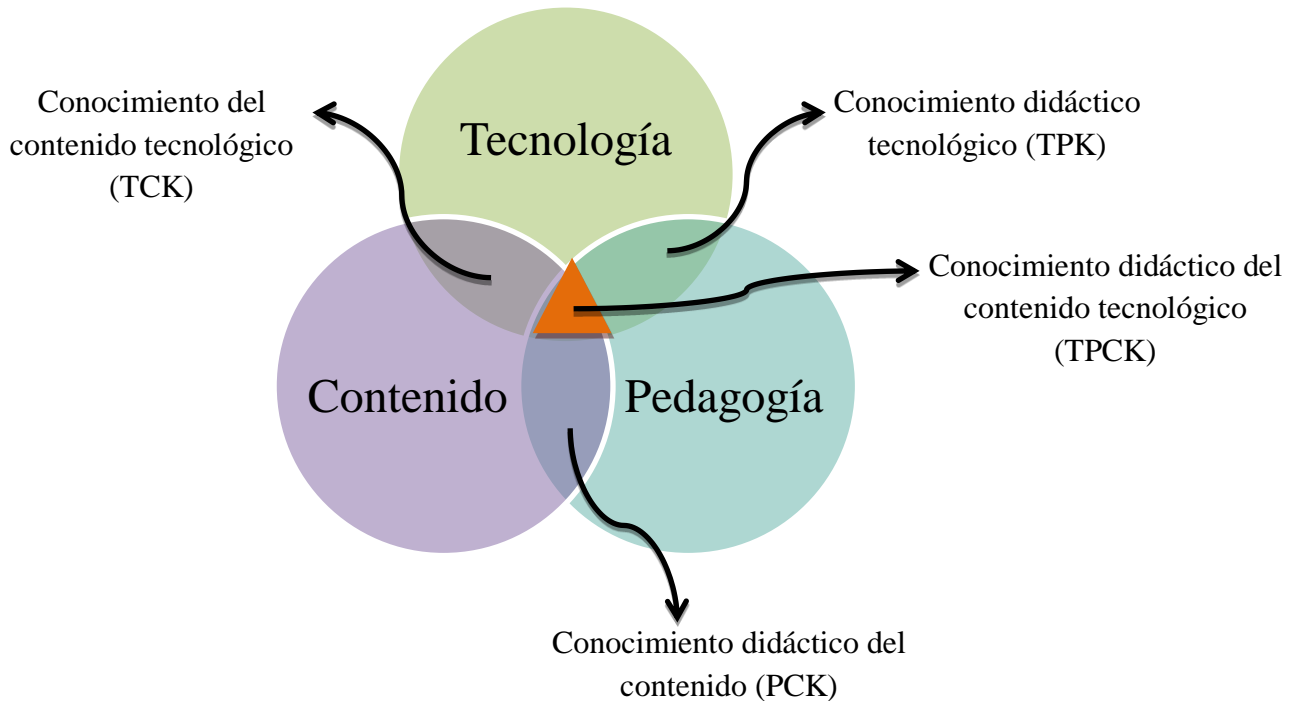 Conocimiento del
contenido tecnológico
(TCK)
Tecnología
Conocimiento didáctico
tecnológico (TPK)
Conocimiento didáctico del
contenido tecnológico
(TPCK)
Contenido
Pedagogía
Conocimiento didáctico del
contenido (PCK)